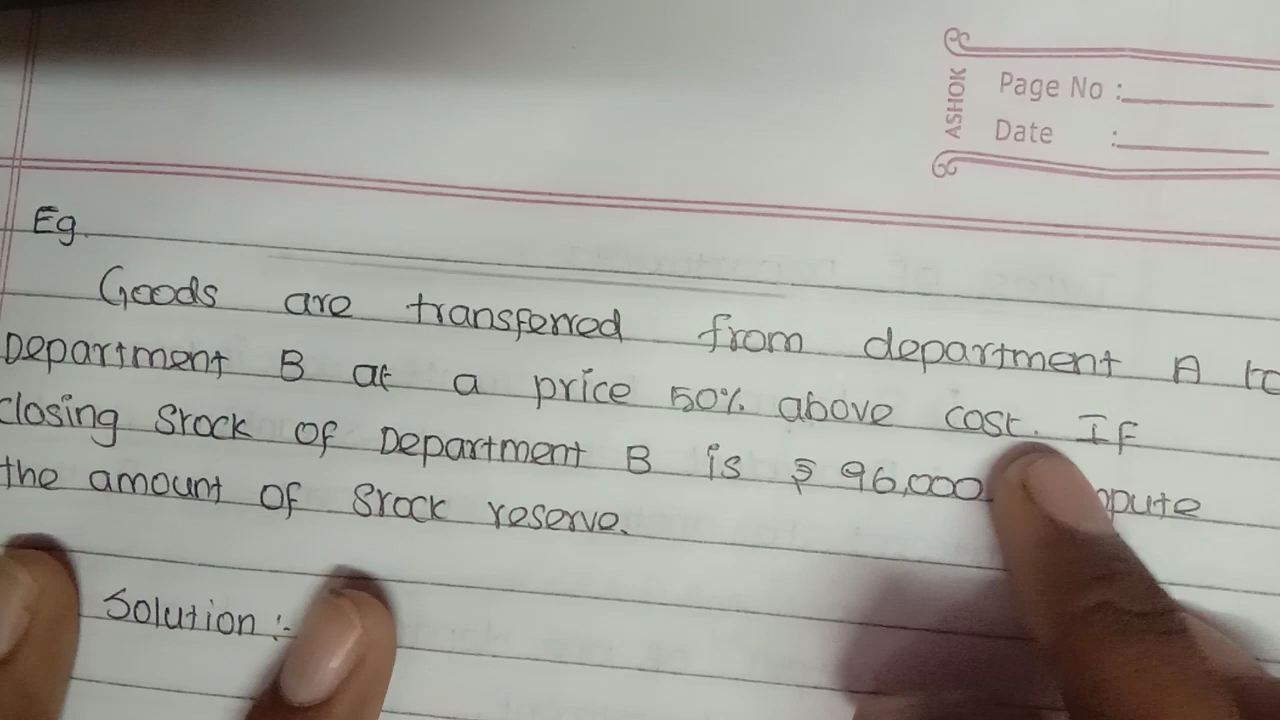 ASHOK
Page No :
Date :
Eg.
Goods are transferred from department A to
Department B at a price 50% above cost. If
closing Stock of Department B is ₹ 96,000
the amount of Stock reserve.
Solution :-